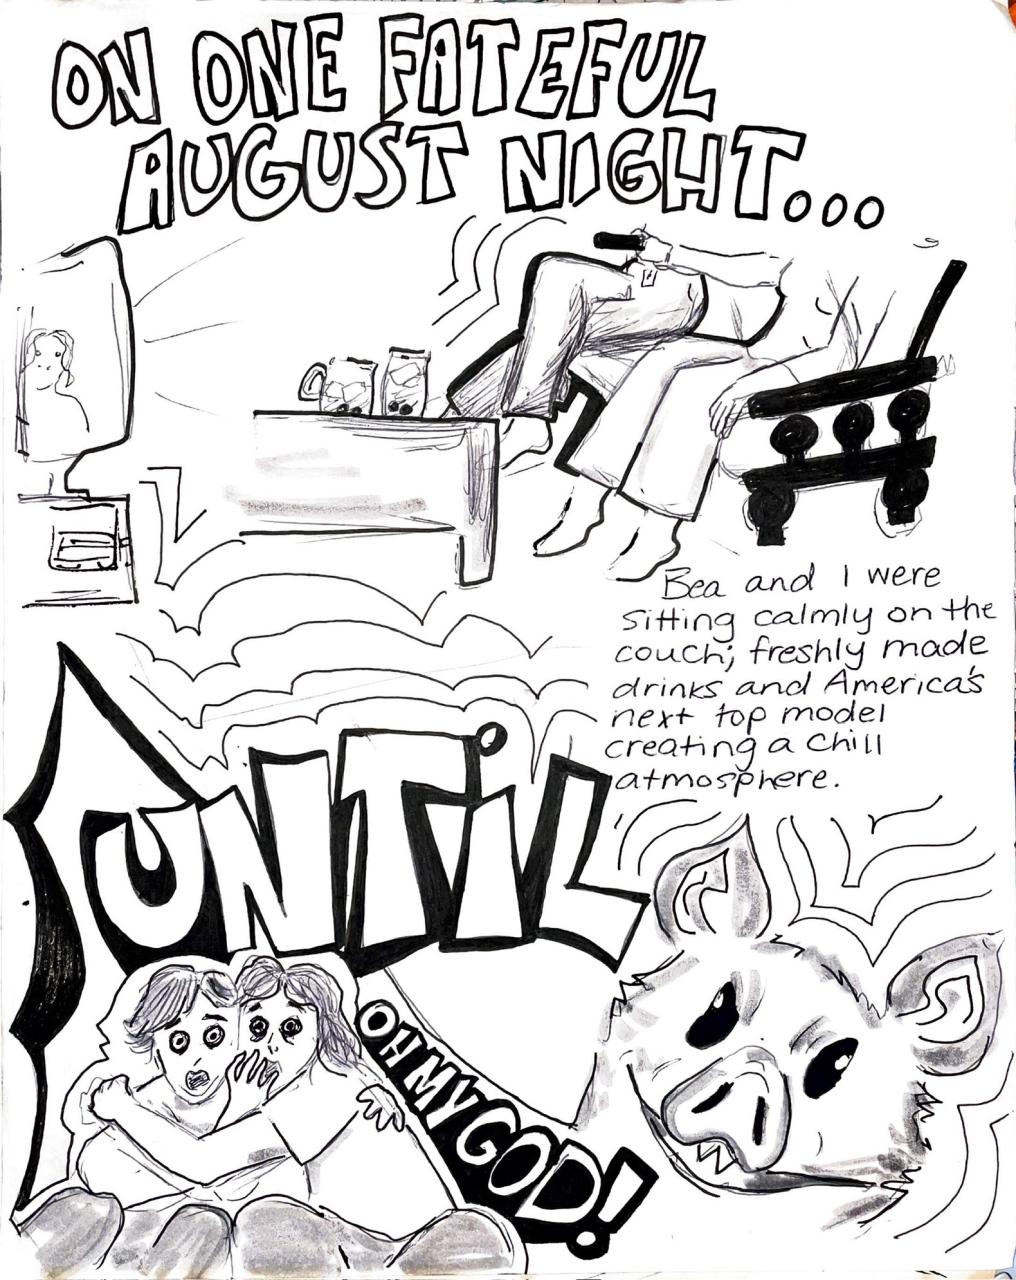 ON ONE FATEFUL
AUGUST NIGHT...
Bea and I were
sitting calmly on the
couch; freshly made
drinks and America's
next top model
creating a chill
atmosphere.
UNTiL
OH MY GOD!